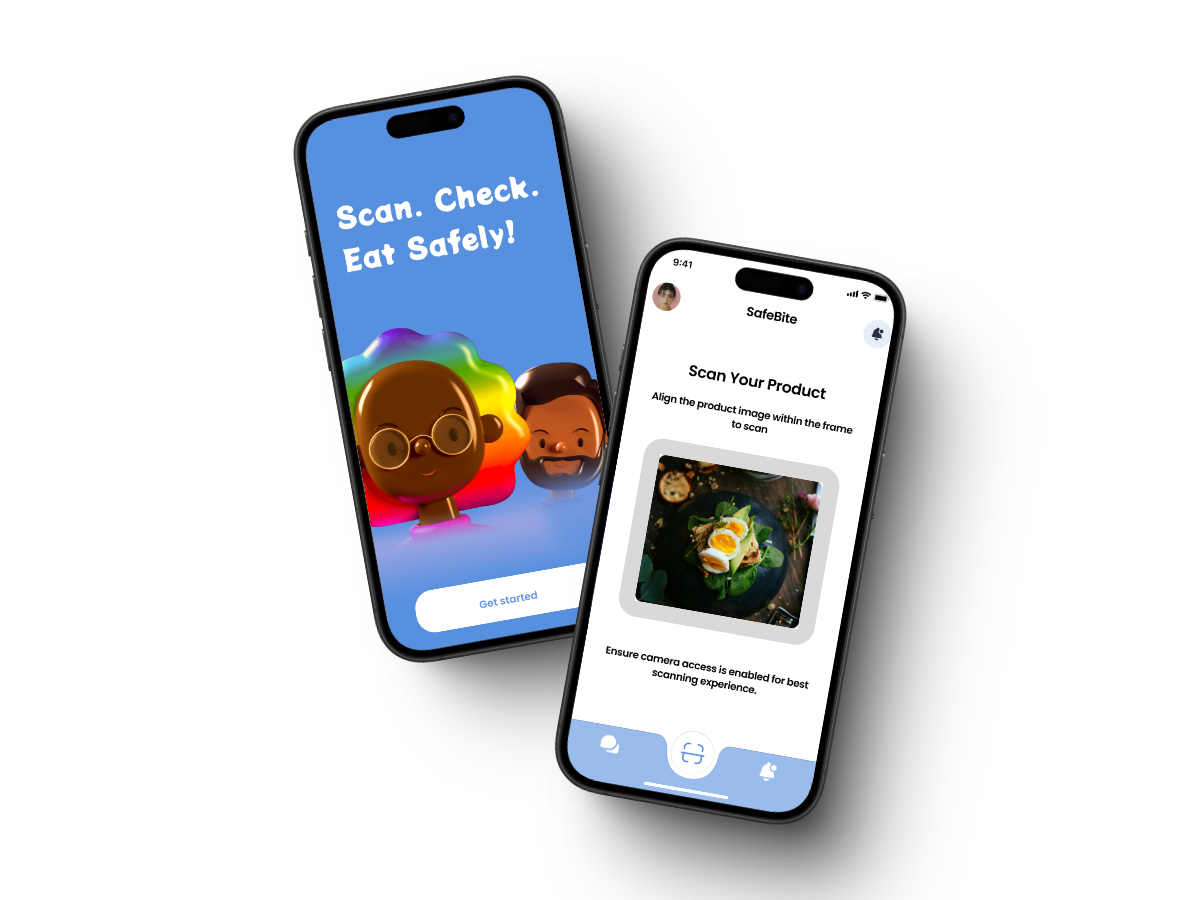 Scan. Check.
Eat Safely!
Get started
9:41
SafeBite
Scan Your Product
Align the product image within the frame
to scan
Ensure camera access is enabled for best
scanning experience.